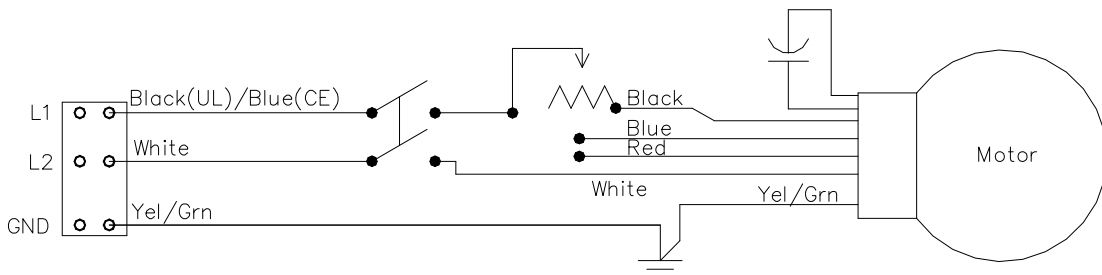 L1
Black(UL)/Blue(CE)
Black
Blue
L2
White
Red
Motor
White
Yel/Grn
GND
Yel/Grn